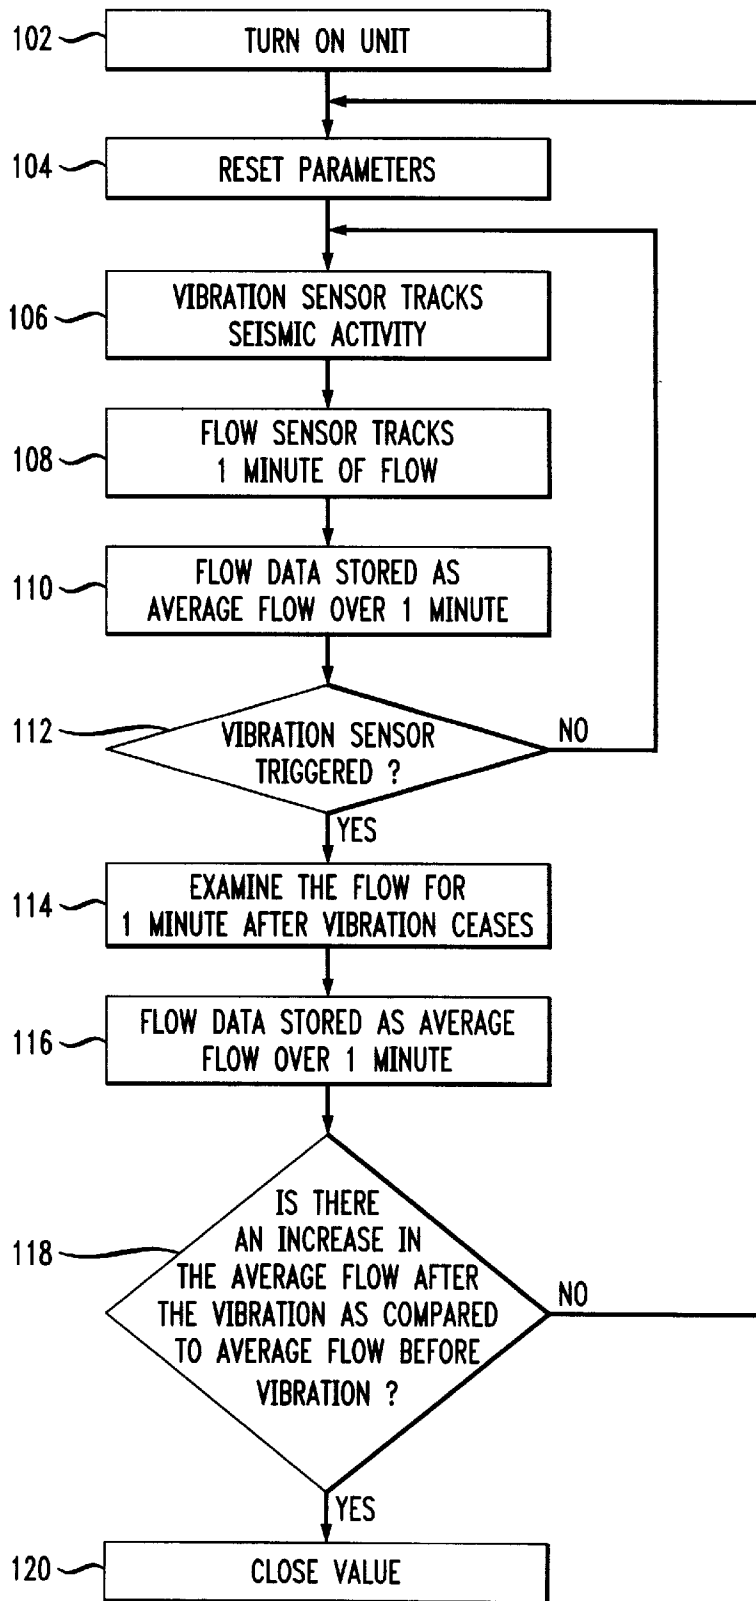 102
TURN ON UNIT
104
RESET PARAMETERS
106
VIBRATION SENSOR TRACKS
SEISMIC ACTIVITY
108
FLOW SENSOR TRACKS
1 MINUTE OF FLOW
110
FLOW DATA STORED AS
AVERAGE FLOW OVER 1 MINUTE
112
VIBRATION SENSOR
TRIGGERED ?
NO
YES
114
EXAMINE THE FLOW FOR
1 MINUTE AFTER VIBRATION CEASES
116
FLOW DATA STORED AS AVERAGE
FLOW OVER 1 MINUTE
118
IS THERE
AN INCREASE IN
THE AVERAGE FLOW AFTER
THE VIBRATION AS COMPARED
TO AVERAGE FLOW BEFORE
VIBRATION ?
NO
YES
120
CLOSE VALUE